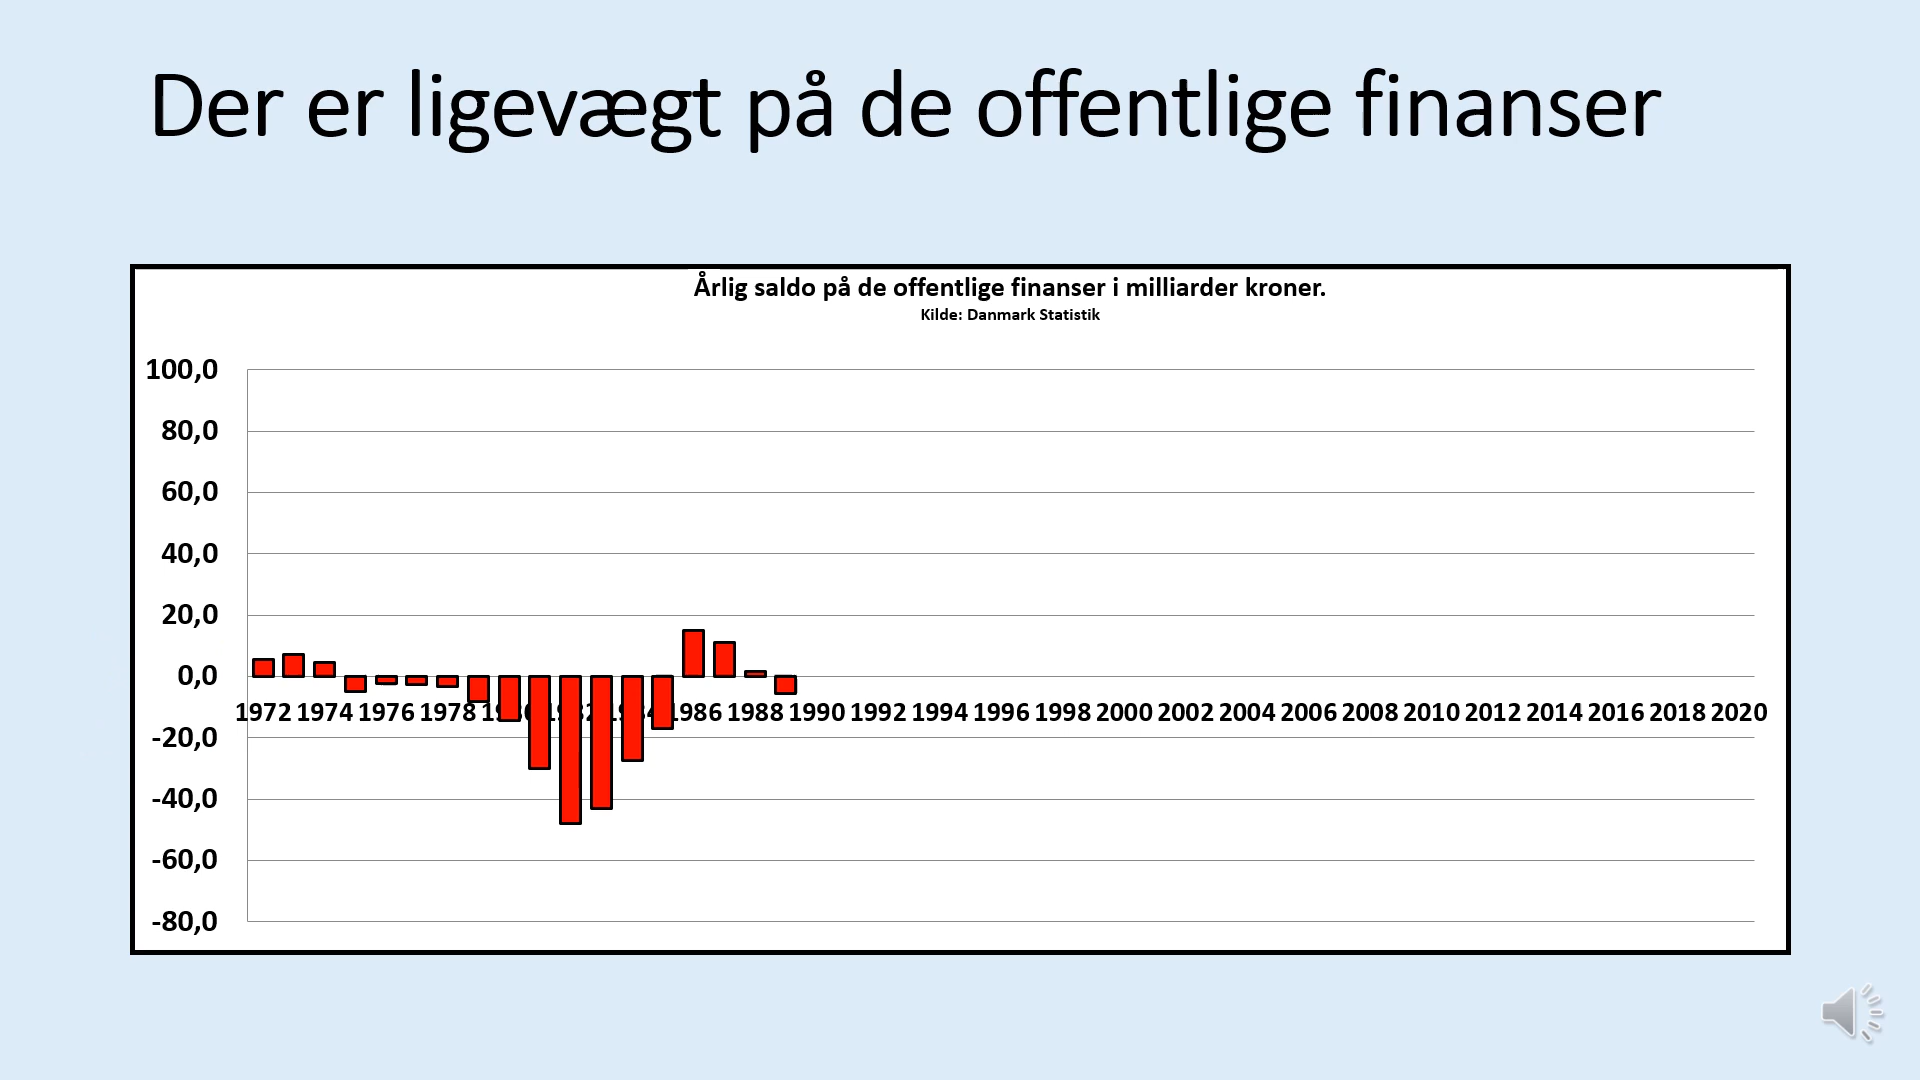 Der er ligevægt på de offentlige finanser
Årlig saldo på de offentlige finanser i milliarder kroner.
Kilde: Danmark Statistik
100,0
80,0
60,0
40,0
20,0
0,0
1972 1974 1976 1978 1986 1988 1990 1992 1994 1996 1998 2000 2002 2004 2006 2008 2010 2012 2014 2016 2018 2020
-20,0
-40,0
-60,0
-80,0